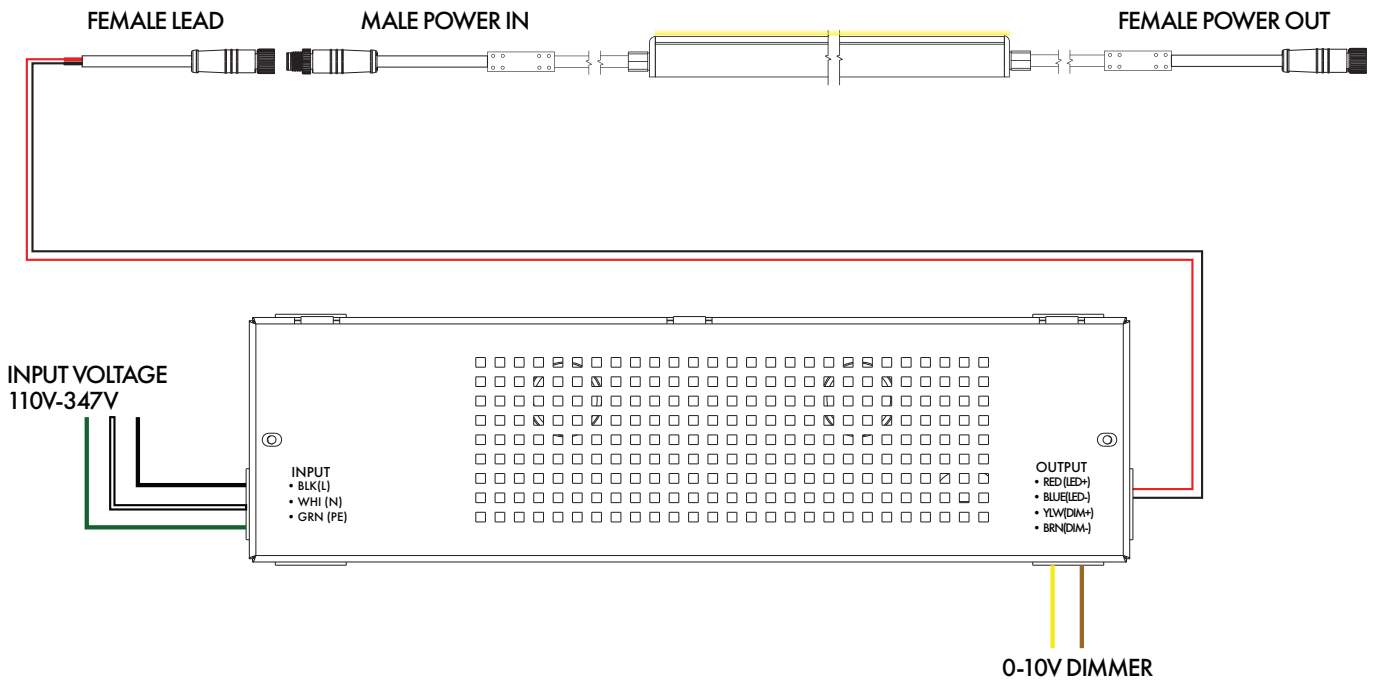 FEMALE LEAD
MALE POWER IN
FEMALE POWER OUT
INPUT VOLTAGE
110V-347V
INPUT
• BLK(L)
• WHI (N)
• GRN (PE)
OUTPUT
• RED (LED+)
• BLUE(LED-)
• YLW(DIM+)
• BRN(DIM-)
0-10V DIMMER